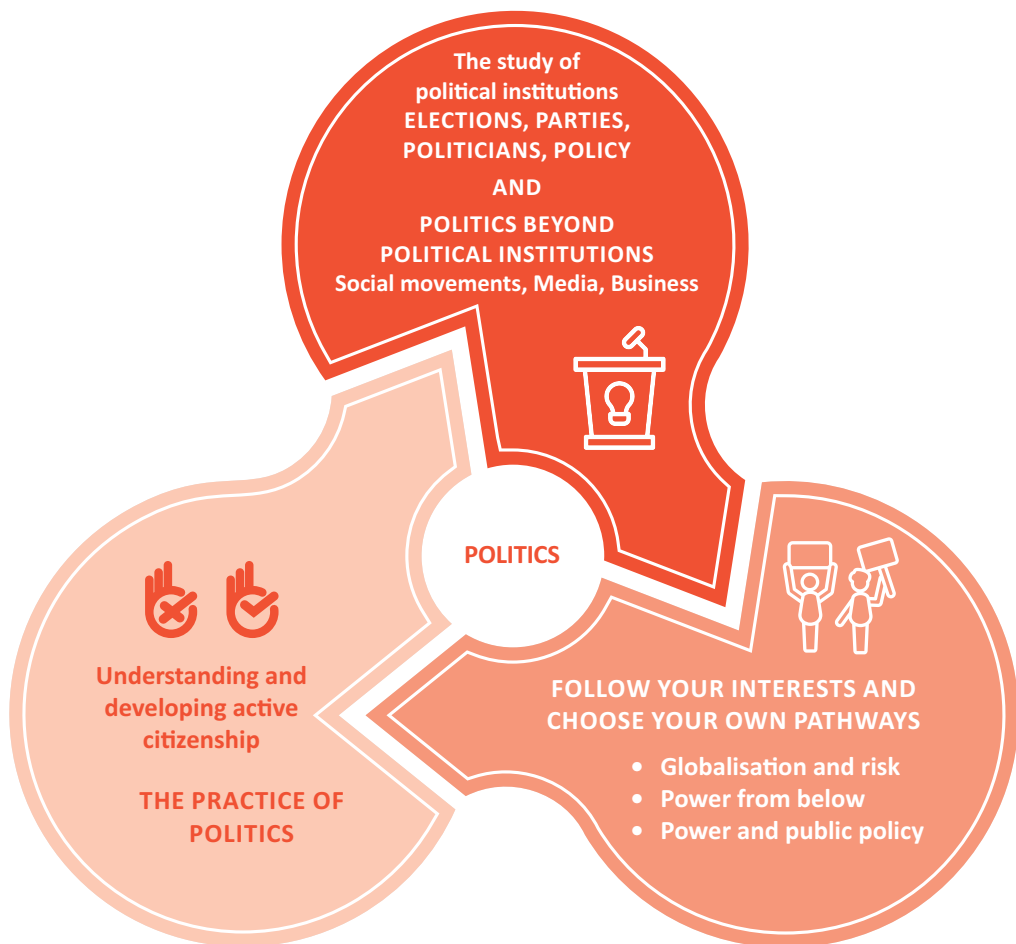 The study of
political institutions
ELECTIONS, PARTIES,
POLITICIANS, POLICY
AND
POLITICS BEYOND
POLITICAL INSTITUTIONS
Social movements, Media, Business
POLITICS
Understanding and
developing active
citizenship
THE PRACTICE OF
POLITICS
FOLLOW YOUR INTERESTS AND
CHOOSE YOUR OWN PATHWAYS
• Globalisation and risk
• Power from below
• Power and public policy